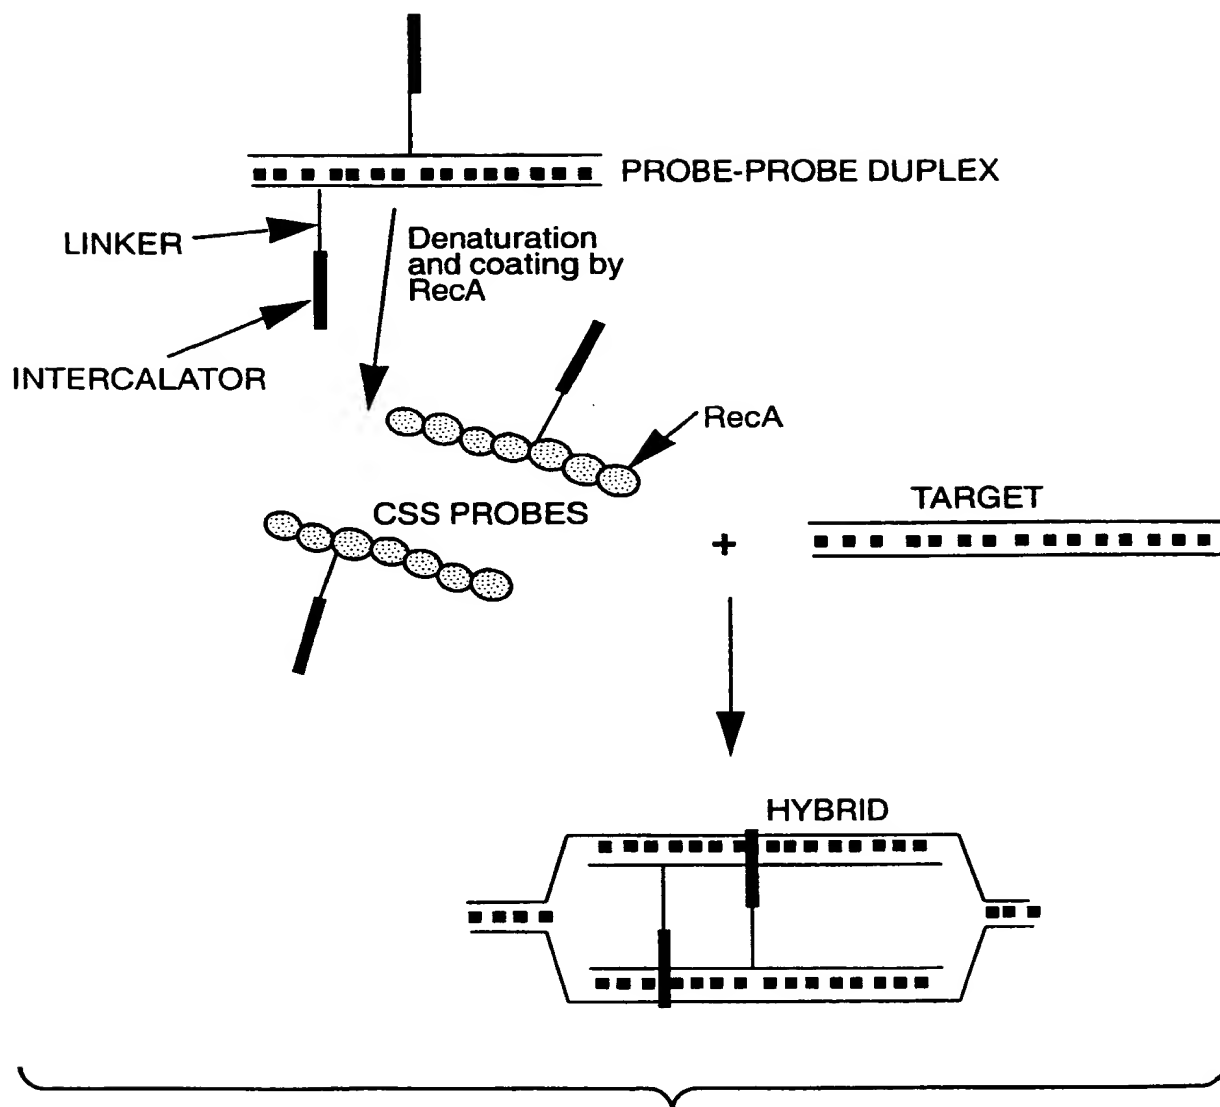 PROBE-PROBE DUPLEX
LINKER
Denaturation
and coating by
RecA
INTERCALATOR
RecA
CSS PROBES
TARGET
+
HYBRID